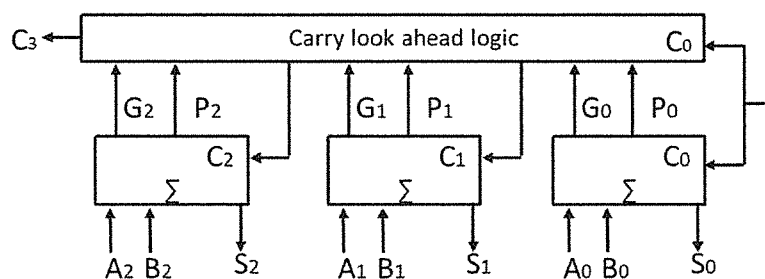 C3 Carry look ahead logic C0
G2 P2 G1 P1 G0 P0
C2 C1 C0
Σ Σ Σ
A2 B2 S2 A1 B1 S1 A0 B0 S0